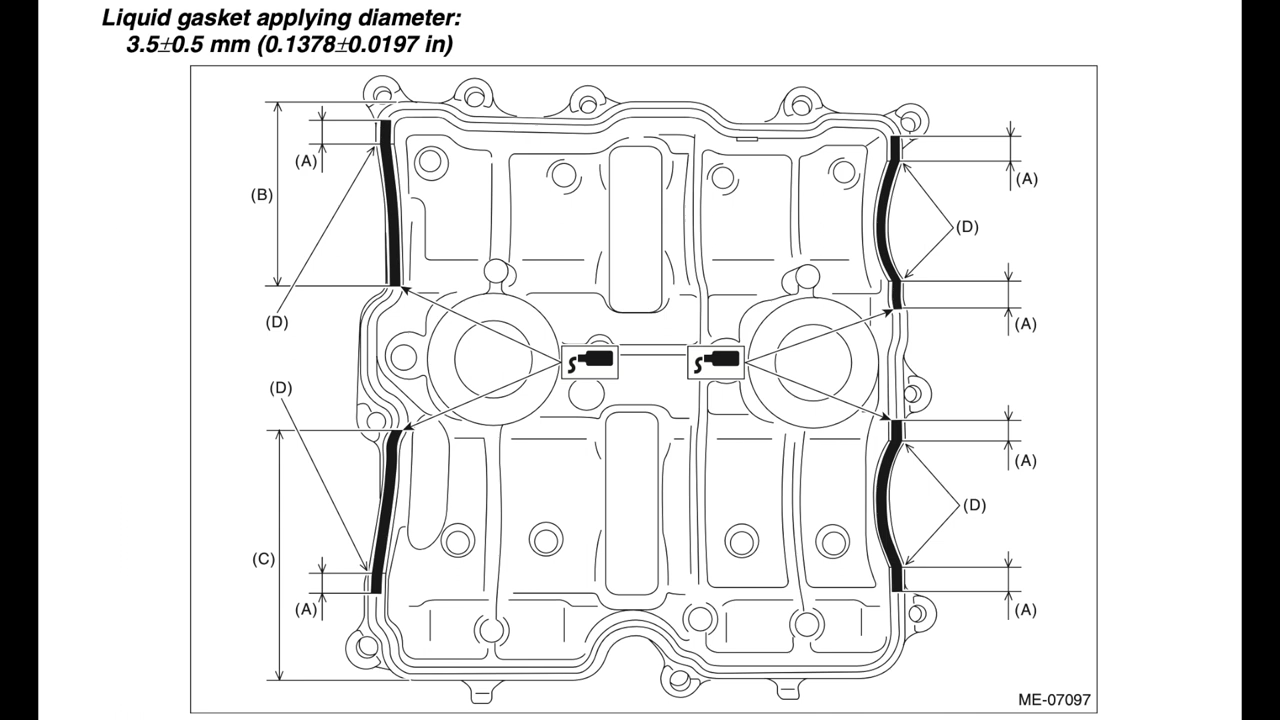 Liquid gasket applying diameter:
3.5±0.5 mm (0.1378±0.0197 in)
(A)
(A)
(B)
(D)
(D)
(A)
(D)
(D)
(A)
(D)
(C)
(A)
(A)
ME-07097